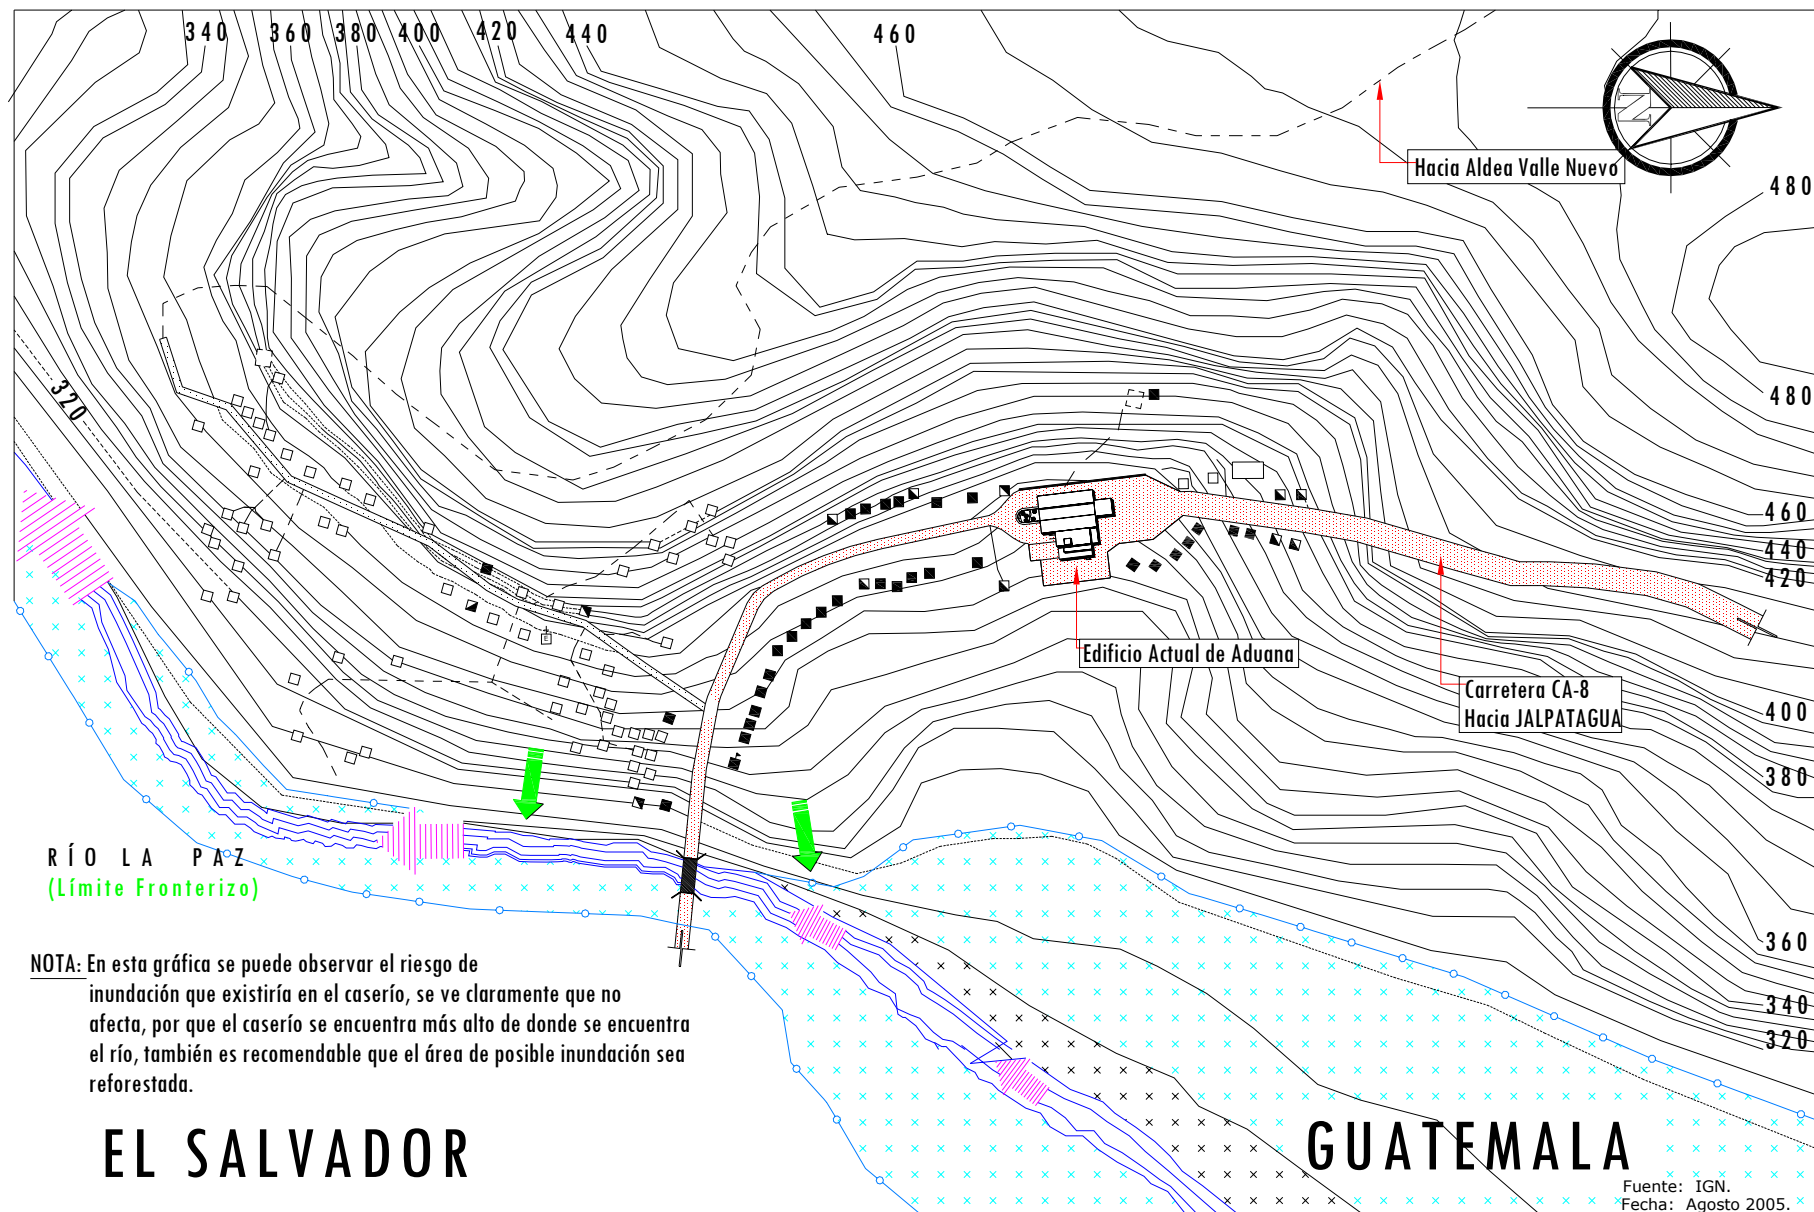 340 360 380 400 420 440 460
N
Hacia Aldea Valle Nuevo
480
320
480
460
440
420
Edificio Actual de Aduana
Carretera CA-8
Hacia JALPATAGUA
400
380
E
RÍO LA PAZ
(Límite Fronterizo)
360
340
320
NOTA: En esta gráfica se puede observar el riesgo de
inundación que existiría en el caserío, se ve claramente que no
afecta, por que el caserío se encuentra más alto de donde se encuentra
el río, también es recomendable que el área de posible inundación sea
reforestada.
EL SALVADOR
GUATEMALA
Fuente: IGN.
Fecha: Agosto 2005.